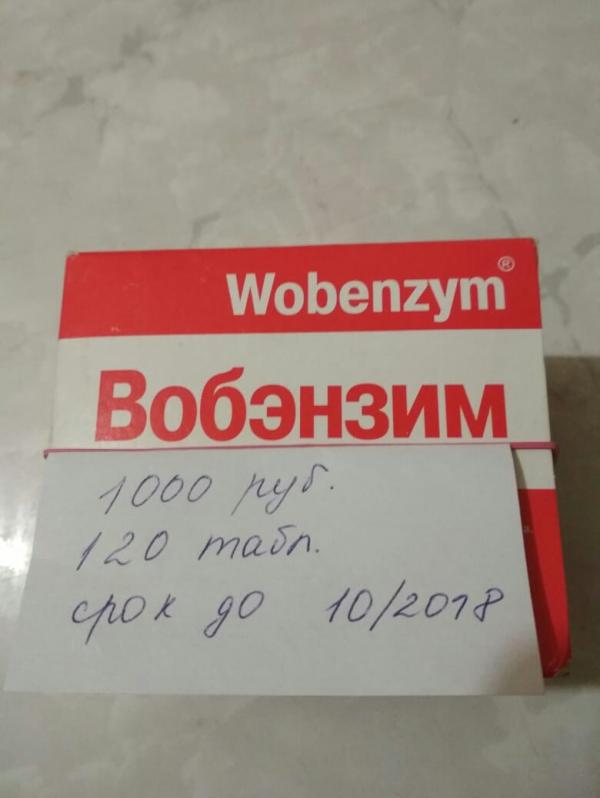 Wobenzym®
Вобэнзим
1000 руб.
120 табл.
срок до 10/2018